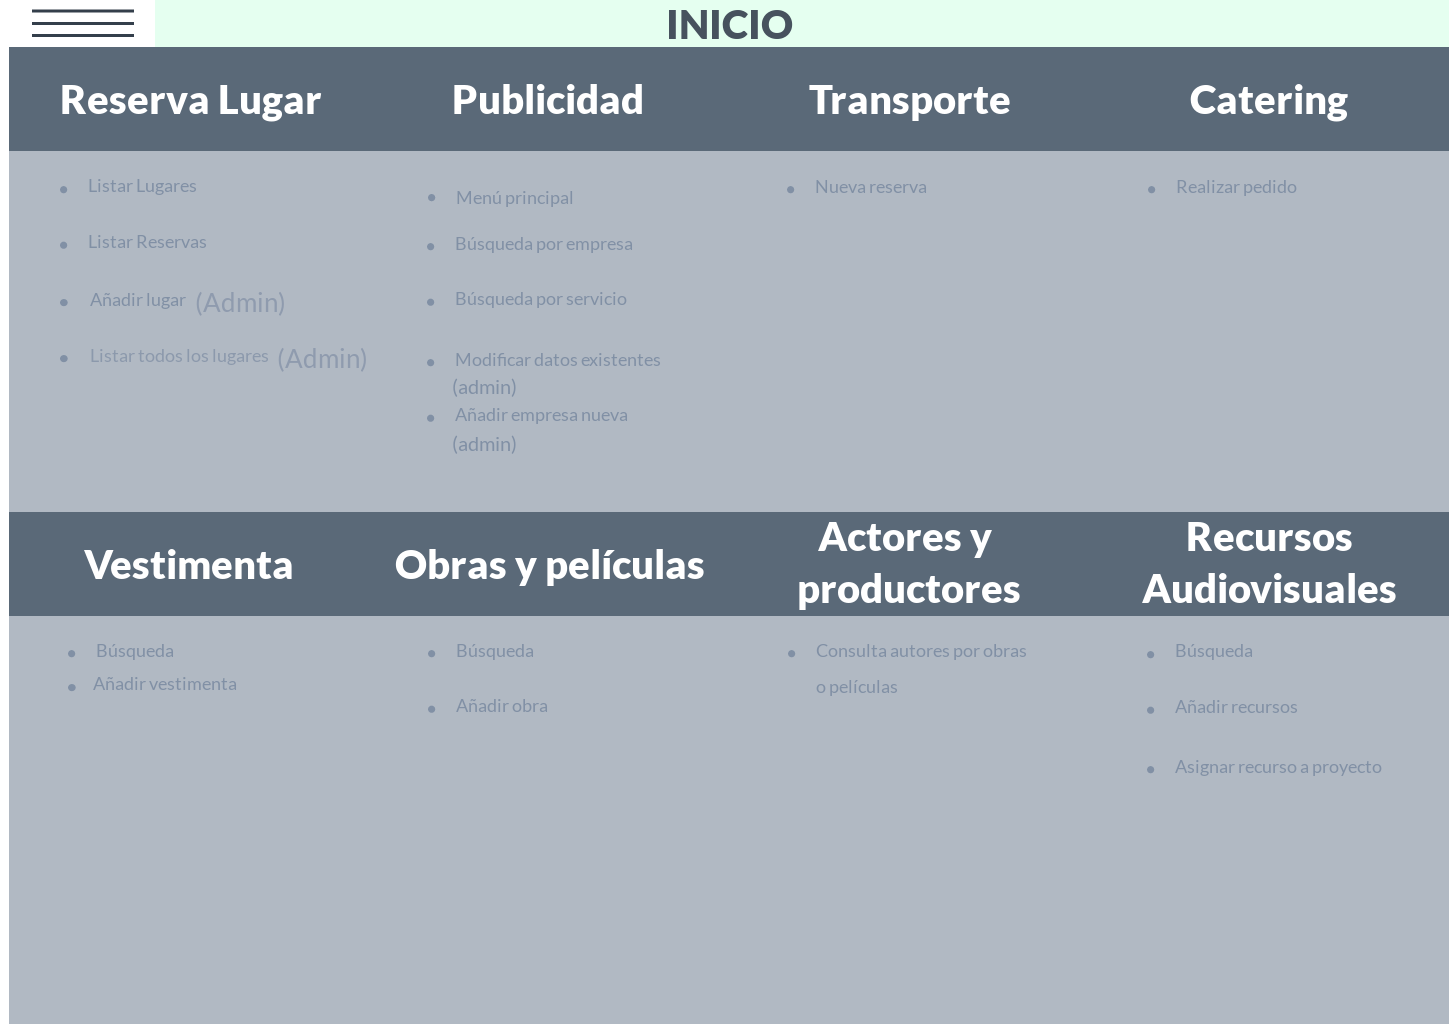 INICIO
Reserva Lugar
Publicidad
Transporte
Catering
Listar Lugares
Listar Reservas
Añadir lugar (Admin)
Listar todos los lugares (Admin)
Menú principal
Búsqueda por empresa
Búsqueda por servicio
Modificar datos existentes
(admin)
Añadir empresa nueva
(admin)
Nueva reserva
Realizar pedido
Vestimenta
Obras y películas
Actores y
productores
Recursos
Audiovisuales
Búsqueda
Añadir vestimenta
Búsqueda
Añadir obra
Consulta autores por obras
o películas
Búsqueda
Añadir recursos
Asignar recurso a proyecto